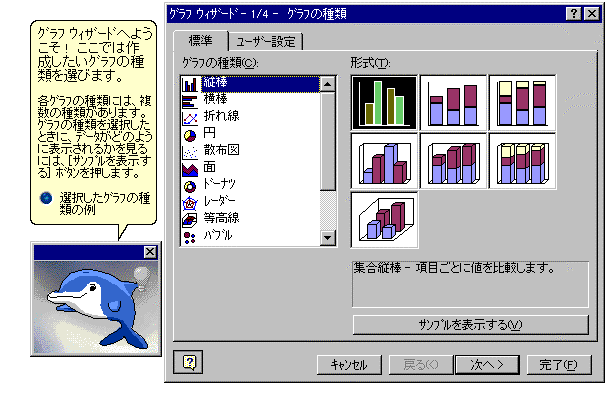 グラフ ウィザードへよう
こそ！ ここでは作
成したいグラフの種
類を選びます。
各グラフの種類には、複
数の種類があります。
グラフの種類を選択した
ときに、データがどのよう
に表示されるかを見る
には、[サンプルを表示す
る] ボタンを押します。
選択したグラフの種
類の例
グラフ ウィザード - 1/4 - グラフの種類
標準
ユーザー設定
グラフの種類(C):
形式(T):
縦棒
横棒
折れ線
円
散布図
面
ドーナツ
レーダー
等高線
バブル
集合縦棒 - 項目ごとに値を比較します。
サンプルを表示する(V)
キャンセル
戻る(<)
次へ >
完了(F)